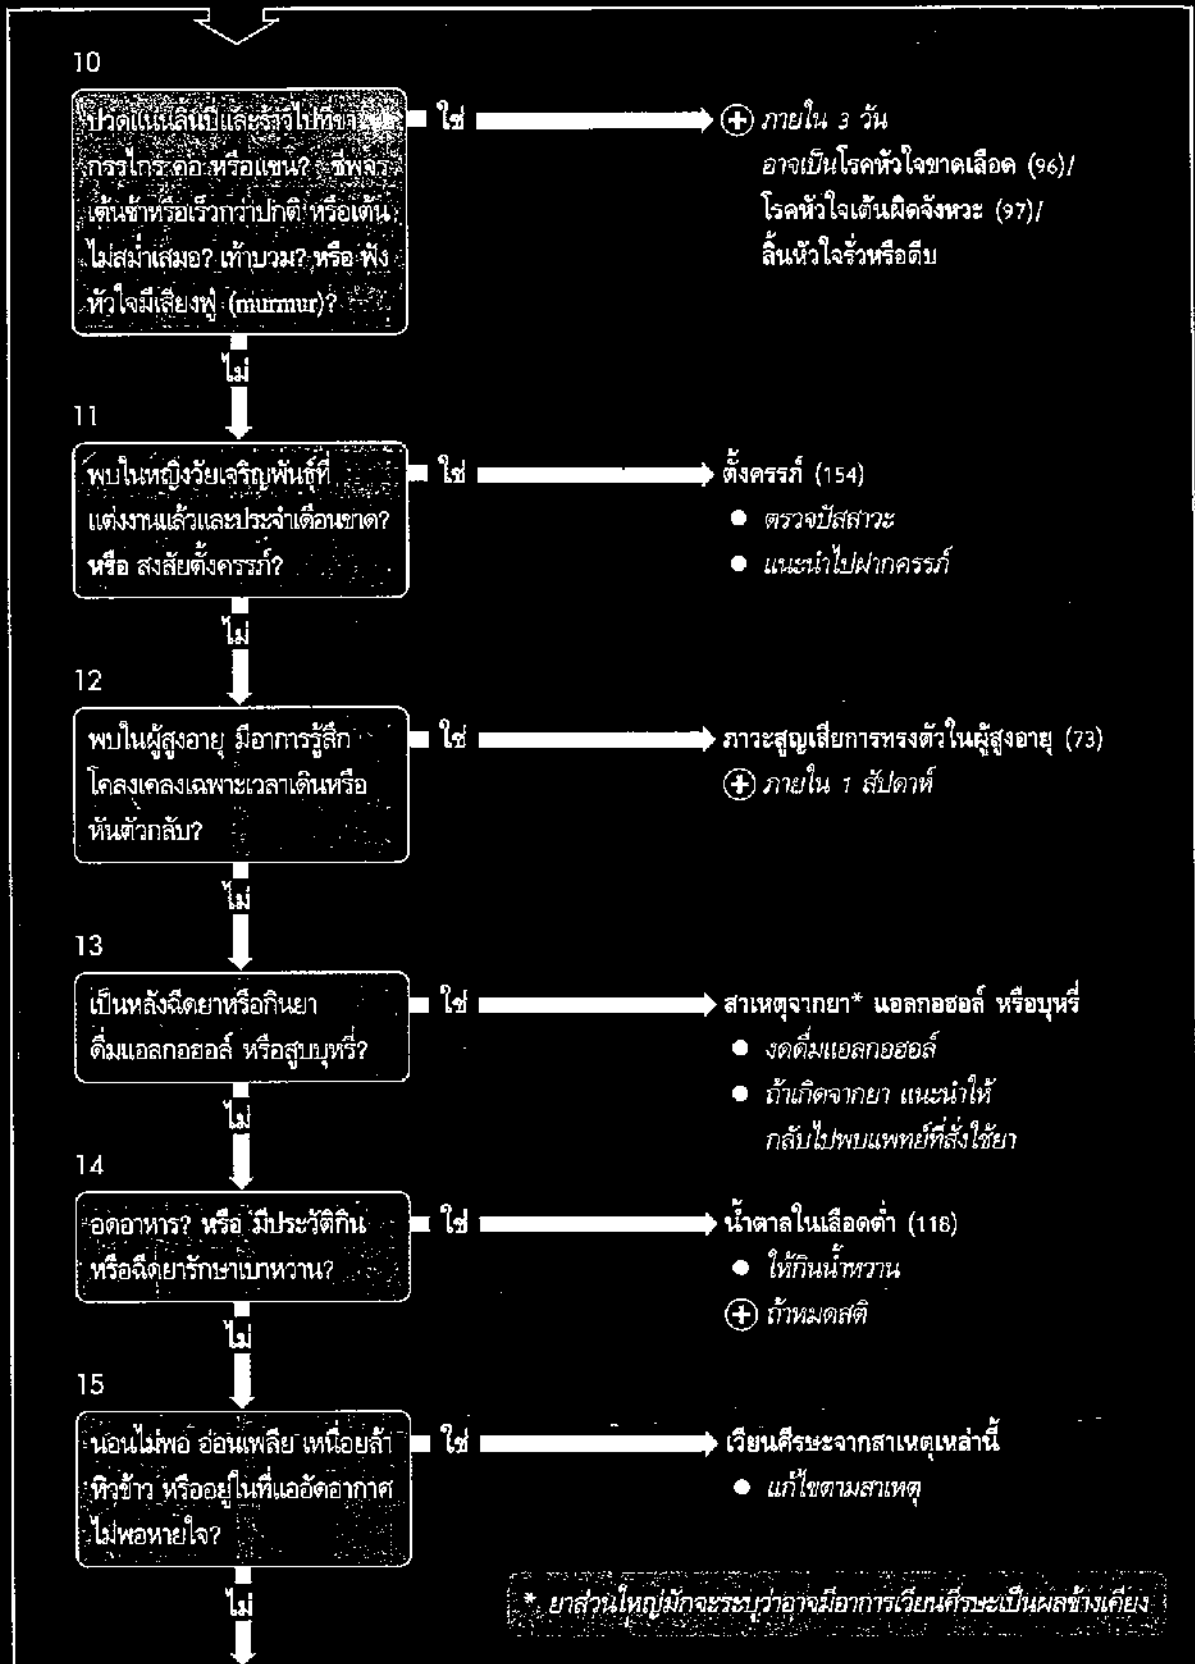 10
ปวดแน่นลิ้นปี่และร้าวไปที่ขา
กรรไกร คอ หรือแขน? ชีพจร
เต้นช้าหรือเร็วกว่าปกติ หรือเต้น
ไม่สม่ำเสมอ? เท้าบวม? หรือ ฟัง
หัวใจมีเสียงฟู่ (murmur)?
ใช่
ภายใน 3 วัน
อาจเป็นโรคหัวใจขาดเลือด (96)/
โรคหัวใจเต้นผิดจังหวะ (97)/
ลิ้นหัวใจรั่วหรือตีบ
ไม่
11
พบในหญิงวัยเจริญพันธุ์ที่
แต่งงานแล้วและประจำเดือนขาด?
หรือ สงสัยตั้งครรภ์?
ใช่
ตั้งครรภ์ (154)
● ตรวจปัสสาวะ
● แนะนำไปฝากครรภ์
ไม่
12
พบในผู้สูงอายุ มีอาการรู้สึก
โคลงเคลงเฉพาะเวลาเดินหรือ
หันตัวกลับ?
ใช่
ภาวะสูญเสียการทรงตัวในผู้สูงอายุ (73)
ภายใน 1 สัปดาห์
ไม่
13
เป็นหลังฉีดยาหรือกินยา
ดื่มแอลกอฮอล์ หรือสูบบุหรี่?
ใช่
สาเหตุจากยา* แอลกอฮอล์ หรือบุหรี่
● งดดื่มแอลกอฮอล์
● ถ้าเกิดจากยา แนะนำให้
กลับไปพบแพทย์ที่สั่งใช้ยา
ไม่
14
อดอาหาร? หรือ มีประวัติกิน
หรือฉีดยารักษาเบาหวาน?
ใช่
น้ำตาลในเลือดต่ำ (118)
● ให้กินน้ำหวาน
ถ้าหมดสติ
ไม่
15
นอนไม่พอ อ่อนเพลีย เหนื่อยล้า
หิวข้าว หรืออยู่ในที่แออัดอากาศ
ไม่พอหายใจ?
ใช่
เวียนศีรษะจากสาเหตุเหล่านี้
● แก้ไขตามสาเหตุ
ไม่
* ยาส่วนใหญ่มักจะระบุว่าอาจมีอาการเวียนศีรษะเป็นผลข้างเคียง